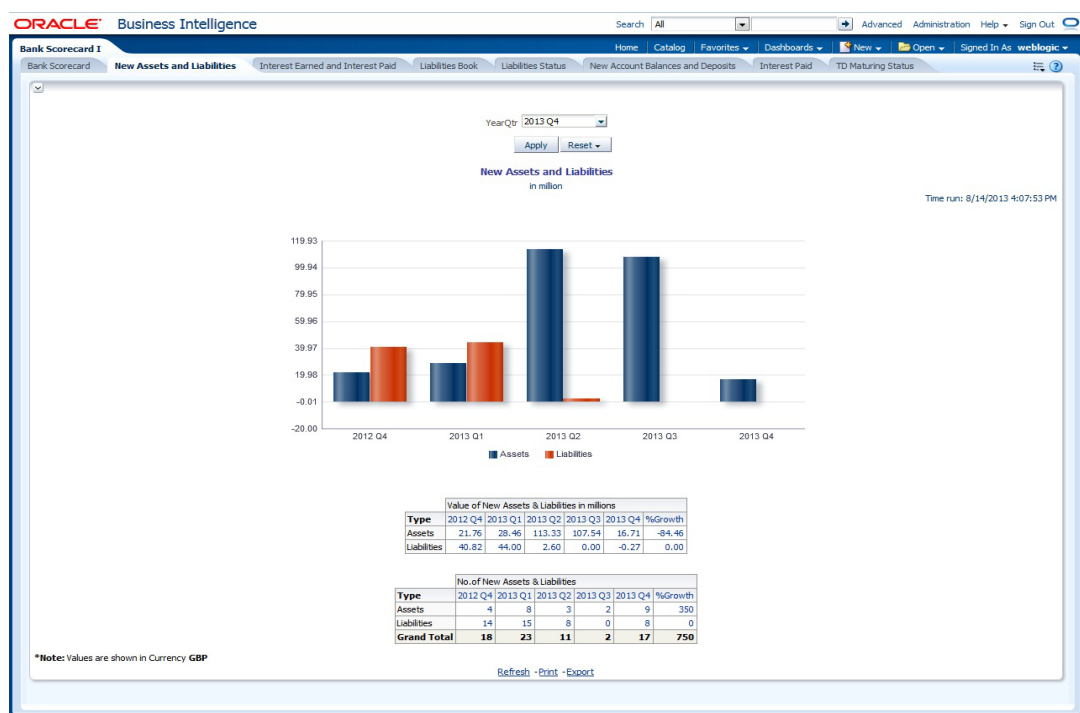 ORACLE Business Intelligence Search All Advanced Administration Help Sign Out
Bank Scorecard I Home Catalog Favorites Dashboards New Open Signed In As weblogic
Bank Scorecard New Assets and Liabilities Interest Earned and Interest Paid Liabilities Book Liabilities Status New Account Balances and Deposits Interest Paid TD Maturing Status
YearQtr 2013 Q4
Apply Reset
New Assets and Liabilities
in million
Time run: 8/14/2013 4:07:53 PM
119.93
99.94
79.95
59.96
39.97
19.98
-0.01
-20.00
2012 Q4 2013 Q1 2013 Q2 2013 Q3 2013 Q4
Assets Liabilities
Value of New Assets & Liabilities in millions
Type 2012 Q4 2013 Q1 2013 Q2 2013 Q3 2013 Q4 %Growth
Assets 21.76 28.46 113.33 107.54 16.71 -84.46
Liabilities 40.82 44.00 2.60 0.00 -0.27 0.00
No.of New Assets & Liabilities
Type 2012 Q4 2013 Q1 2013 Q2 2013 Q3 2013 Q4 %Growth
Assets 4 8 3 2 9 350
Liabilities 14 15 8 0 8 0
Grand Total 18 23 11 2 17 750
*Note: Values are shown in Currency GBP
Refresh - Print - Export